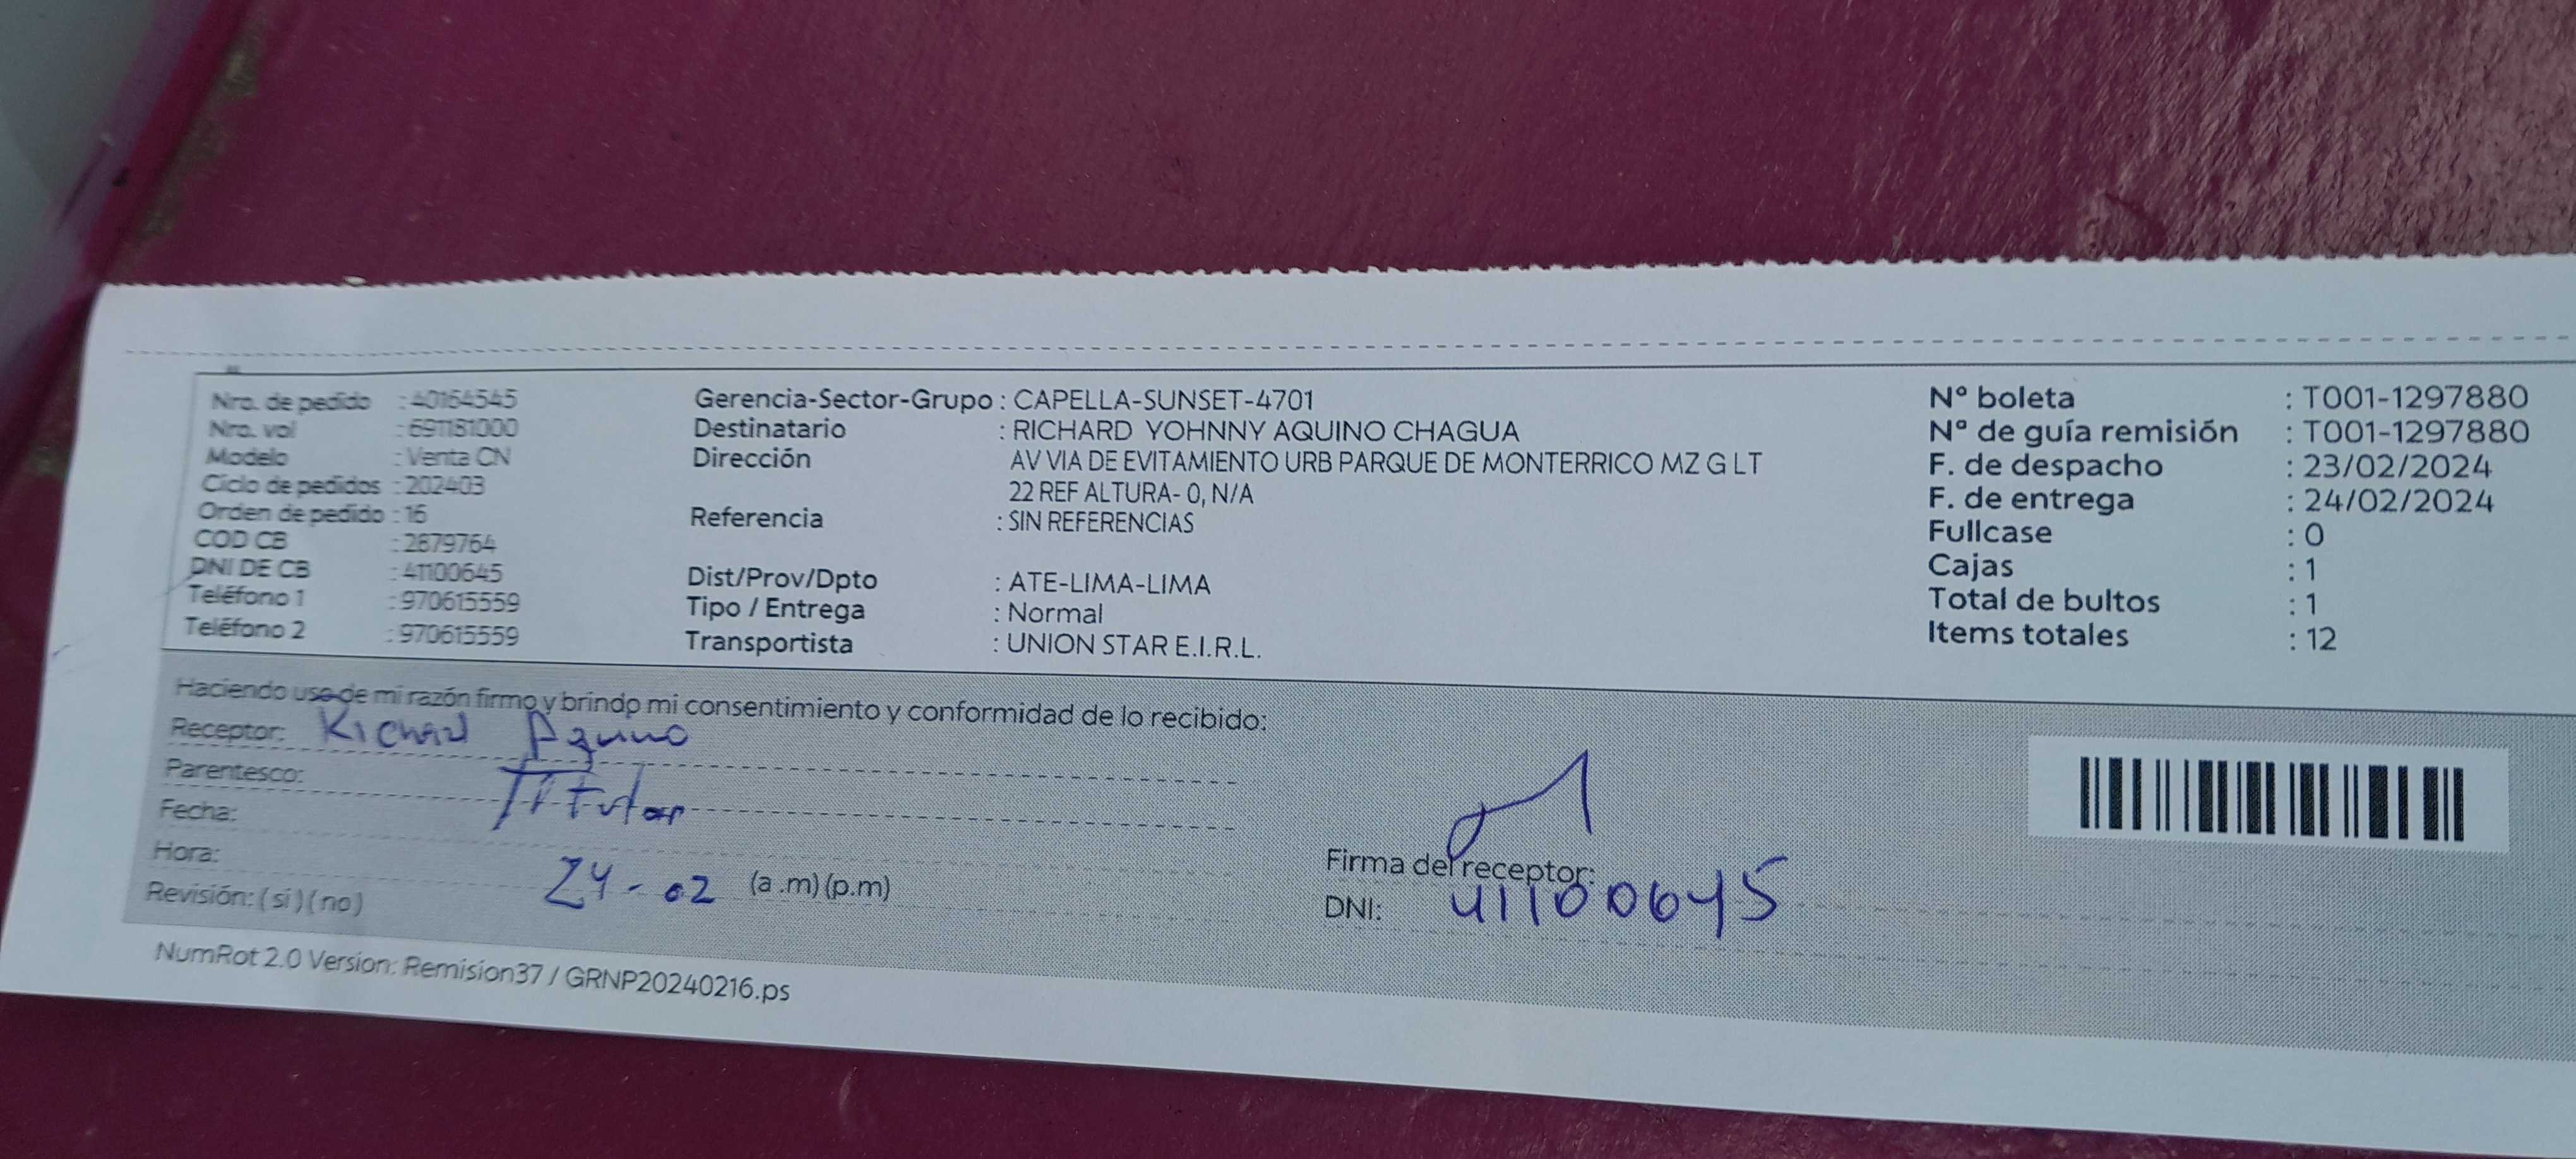 Nro. de pedido : 40164545
Nro. vol : 691181000
Modelo : Venta CN
Ciclo de pedidos : 202403
Orden de pedido : 16
COD CB : 2679764
DNI DE CB : 41100645
Teléfono 1 : 970615559
Teléfono 2 : 970615559
Gerencia-Sector-Grupo : CAPELLA-SUNSET-4701
Destinatario : RICHARD YOHNNY AQUINO CHAGUA
Dirección AV VIA DE EVITAMIENTO URB PARQUE DE MONTERRICO MZ G LT
22 REF ALTURA- 0, N/A
Referencia : SIN REFERENCIAS
Dist/Prov/Dpto : ATE-LIMA-LIMA
Tipo / Entrega : Normal
Transportista : UNION STAR E.I.R.L.
Nº boleta : T001-1297880
Nº de guía remisión : T001-1297880
F. de despacho : 23/02/2024
F. de entrega : 24/02/2024
Fullcase : 0
Cajas : 1
Total de bultos : 1
Items totales : 12
Haciendo uso de mi razón firmo y brindo mi consentimiento y conformidad de lo recibido:
Receptor: Richard Aquino
Parentesco: Titular
Fecha:
Hora: 24-02 (a .m) (p.m)
Revisión: ( si ) ( no )
Firma del receptor:
DNI: 41100645
NumRot 2.0 Version: Remision37 / GRNP20240216.ps